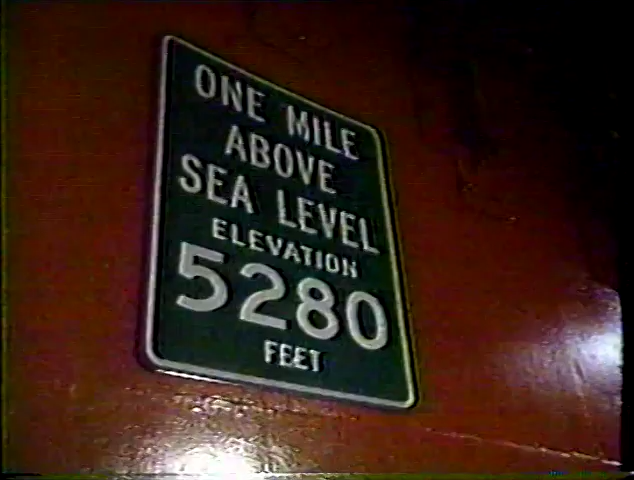 ONE MILE
ABOVE
SEA LEVEL
ELEVATION
5280
FEET